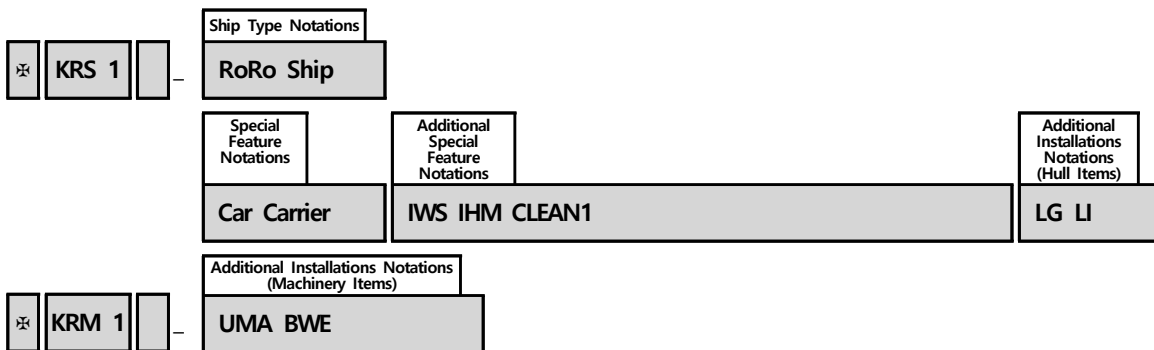 Ship Type Notations
✠ KRS 1 _ RoRo Ship
Special
Feature
Notations
Additional
Special
Feature
Notations
Additional
Installations
Notations
(Hull Items)
Car Carrier IWS IHM CLEAN1 LG LI
Additional Installations Notations
(Machinery Items)
✠ KRM 1 _ UMA BWE